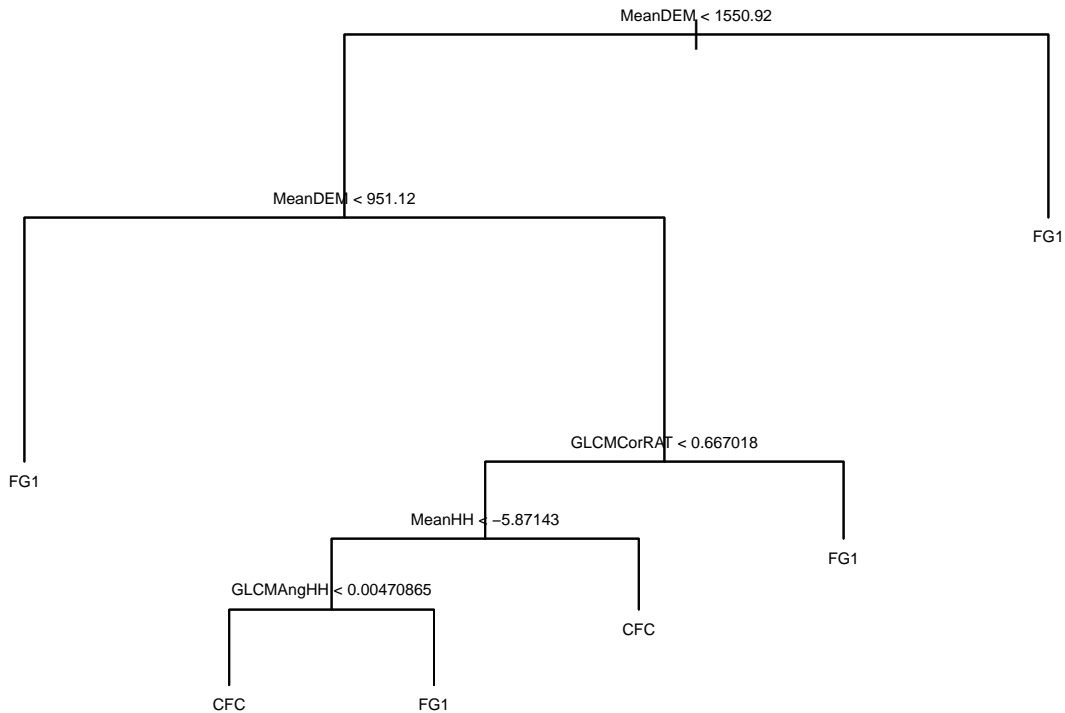 MeanDEM < 1550.92
MeanDEM < 951.12
FG1
GLCMCorRAT < 0.667018
FG1
MeanHH < −5.87143
FG1
GLCMAngHH < 0.00470865
CFC
CFC
FG1